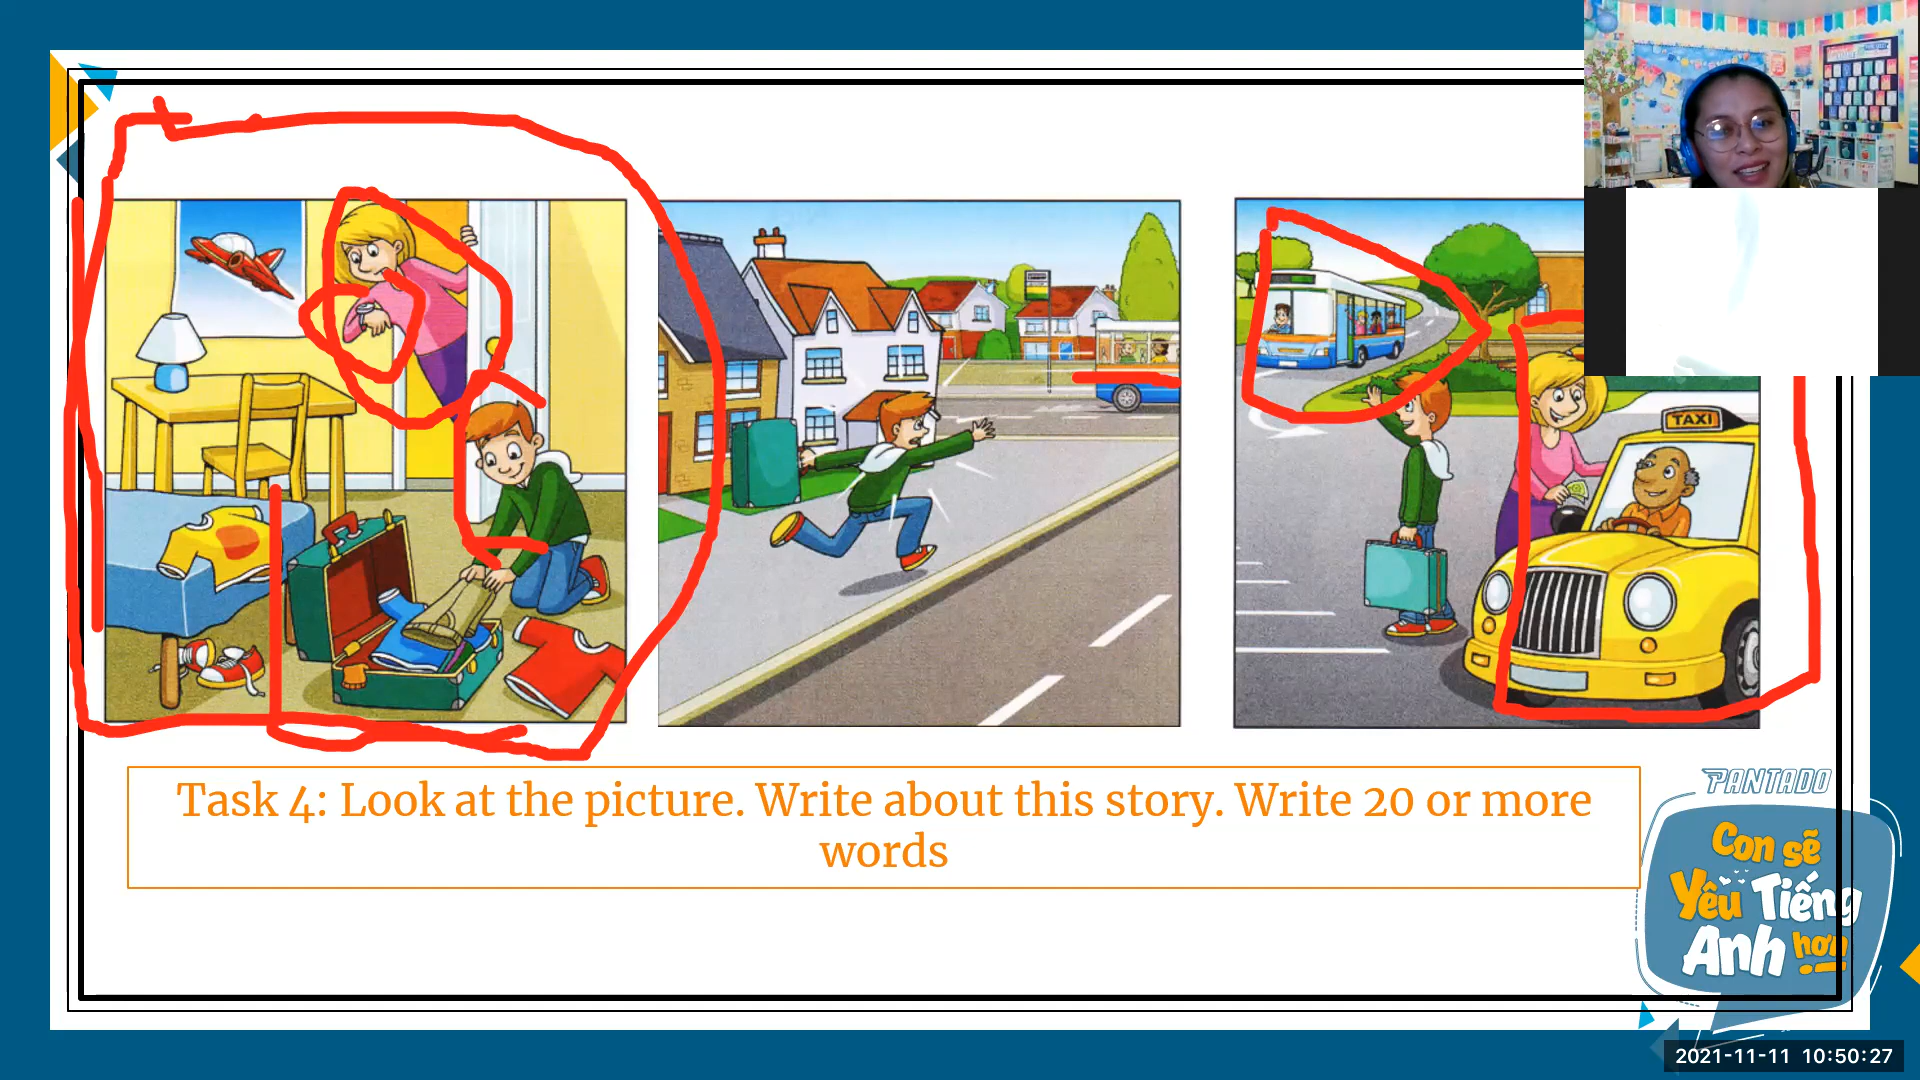 TAXI
Task 4: Look at the picture. Write about this story. Write 20 or more
words
PANTADO
Con sẽ
Yêu Tiếng
Anh hơn
2021-11-11 10:50:27